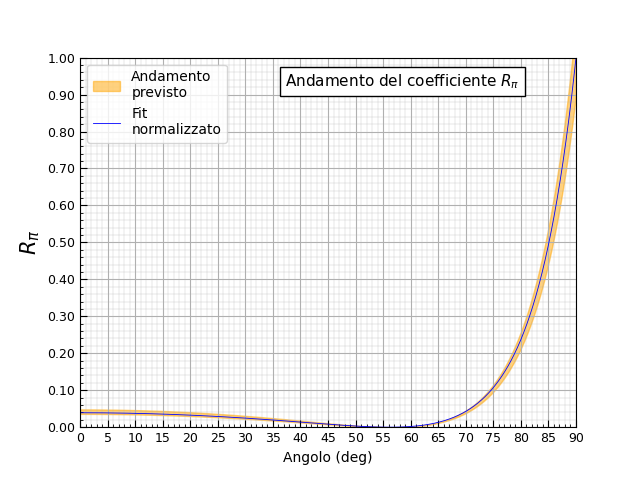 Andamento del coefficiente Rπ
Andamento
previsto
Fit
normalizzato
Rπ
1.00
0.90
0.80
0.70
0.60
0.50
0.40
0.30
0.20
0.10
0.00
0 5 10 15 20 25 30 35 40 45 50 55 60 65 70 75 80 85 90
Angolo (deg)